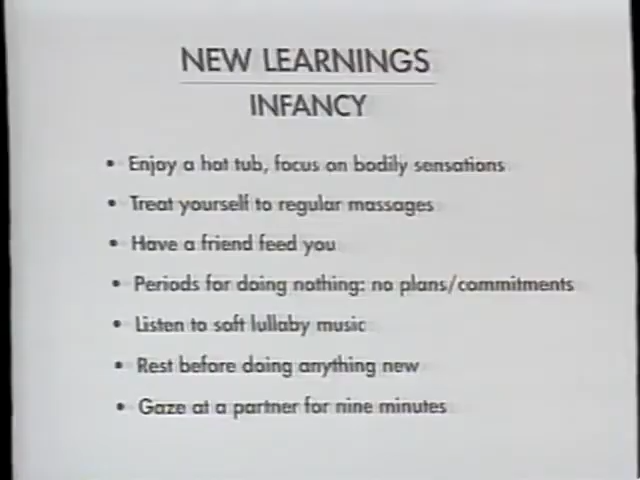 NEW LEARNINGS
INFANCY
• Enjoy a hot tub, focus on bodily sensations
• Treat yourself to regular massages
• Have a friend feed you
• Periods for doing nothing: no plans/commitments
• Listen to soft lullaby music
• Rest before doing anything new
• Gaze at a partner for nine minutes